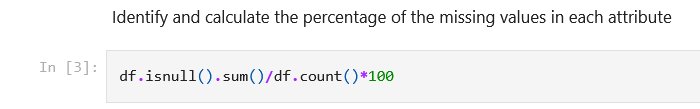 Identify and calculate the percentage of the missing values in each attribute
In [3]: df.isnull().sum()/df.count()*100